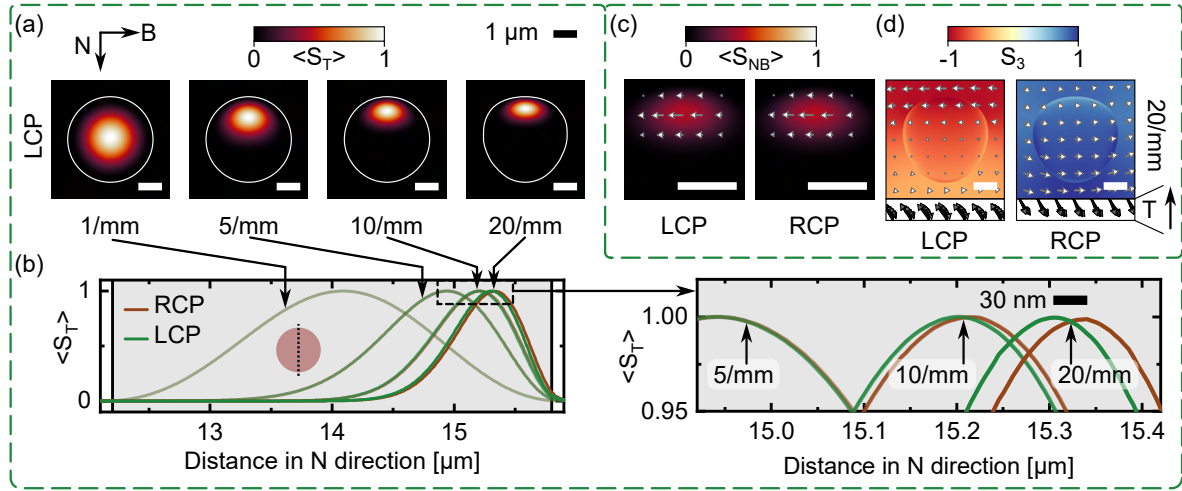 (a)
N
B
0
<S_T>
1
1 μm
LCP
(c)
0
<S_NB>
1
LCP
RCP
(d)
-1
S_3
1
20/mm
T
LCP
RCP
1/mm
5/mm
10/mm
20/mm
(b)
<S_T>
1
0
RCP
LCP
13
14
15
Distance in N direction [μm]
<S_T>
1.00
0.95
30 nm
5/mm
10/mm
20/mm
15.0
15.1
15.2
15.3
15.4
Distance in N direction [μm]